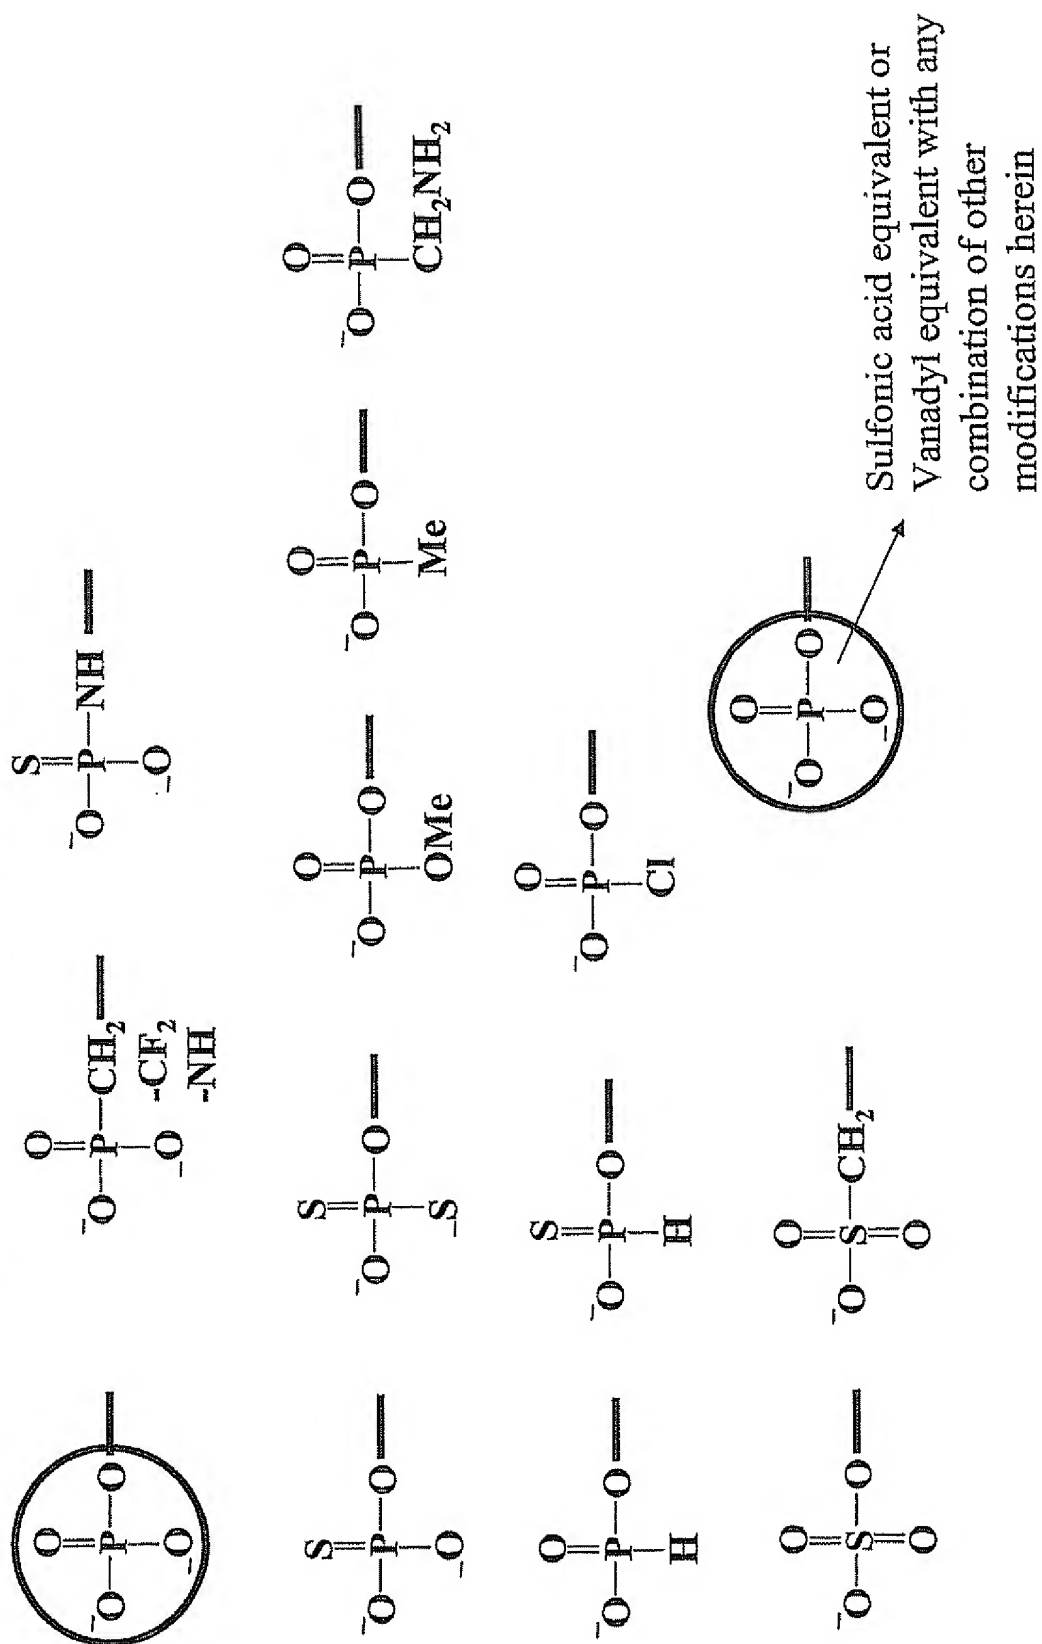 O
⁻O P O
O⁻
O
⁻O P CH₂
O⁻
-CF₂
-NH
S
⁻O P NH
O⁻
S
⁻O P O
O⁻
S
⁻O P O
S⁻
O
⁻O P O
OMe
O
⁻O P O
Me
O
⁻O P O
CH₂NH₂
O
⁻O P O
H
S
⁻O P O
H
O
⁻O P O
Cl
O
⁻O S O
O
O
⁻O S CH₂
O
O
⁻O P O
O⁻
Sulfonic acid equivalent or
Vanadyl equivalent with any
combination of other
modifications herein